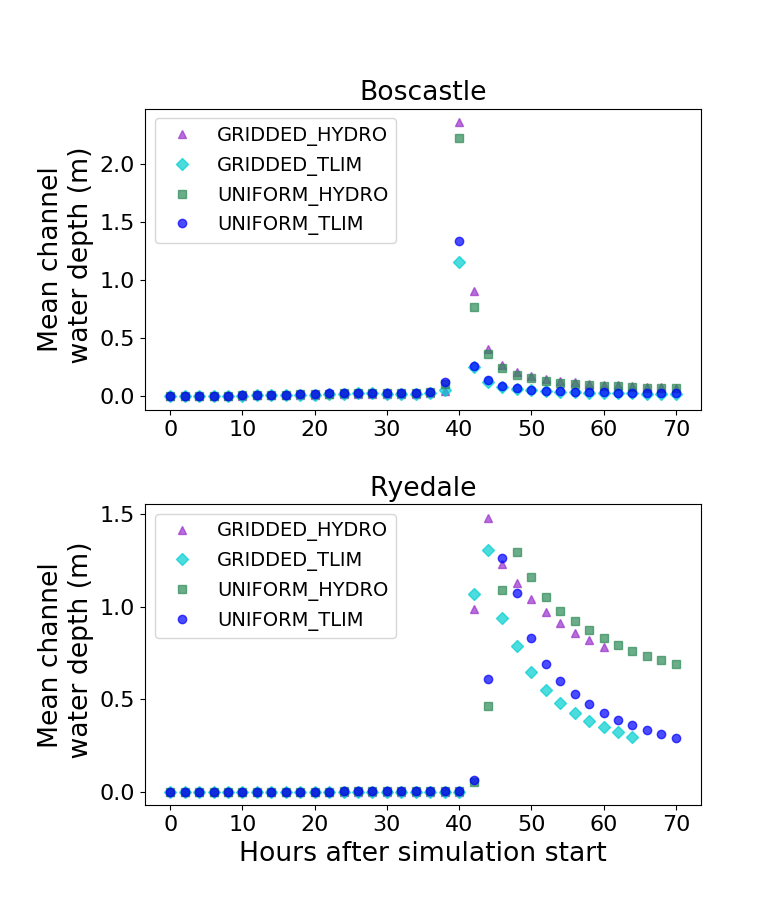 Boscastle
GRIDDED_HYDRO
GRIDDED_TLIM
UNIFORM_HYDRO
UNIFORM_TLIM
Mean channel
water depth (m)
2.0
1.5
1.0
0.5
0.0
0 10 20 30 40 50 60 70
Ryedale
GRIDDED_HYDRO
GRIDDED_TLIM
UNIFORM_HYDRO
UNIFORM_TLIM
Mean channel
water depth (m)
1.5
1.0
0.5
0.0
0 10 20 30 40 50 60 70
Hours after simulation start